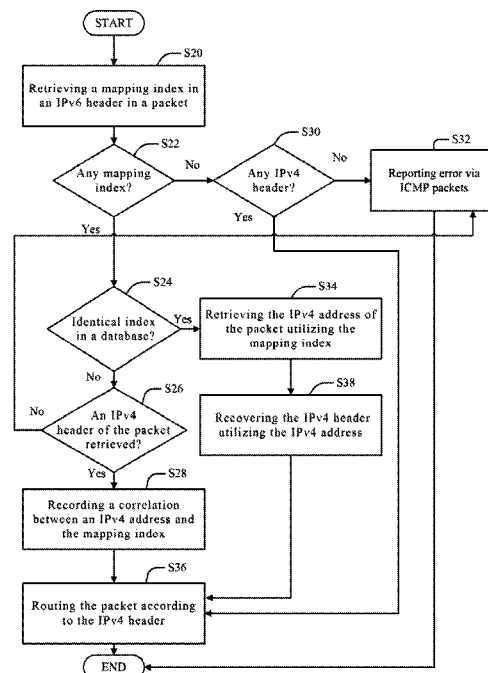 START
S20
Retrieving a mapping index in
an IPv6 header in a packet
S22
Any mapping
index?
No
Yes
S30
Any IPv4
header?
No
Yes
S32
Reporting error via
ICMP packets
S24
Identical index
in a database?
Yes
No
S34
Retrieving the IPv4 address of
the packet utilizing the
mapping index
S26
An IPv4
header of the packet
retrieved?
No
Yes
S38
Recovering the IPv4 header
utilizing the IPv4 address
S28
Recording a correlation
between an IPv4 address and
the mapping index
S36
Routing the packet according
to the IPv4 header
END